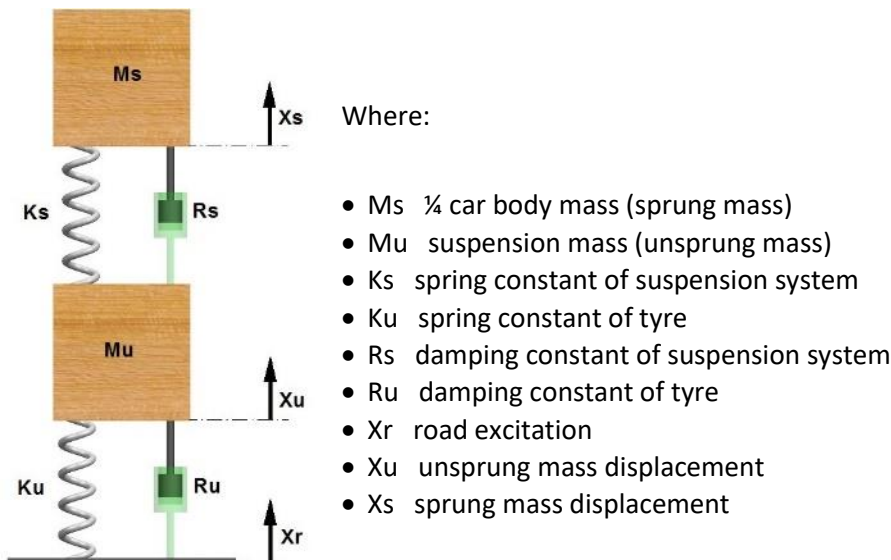 Ms
Xs
Where:
Ks
Rs
• Ms ¼ car body mass (sprung mass)
• Mu suspension mass (unsprung mass)
• Ks spring constant of suspension system
• Ku spring constant of tyre
• Rs damping constant of suspension system
• Ru damping constant of tyre
• Xr road excitation
• Xu unsprung mass displacement
• Xs sprung mass displacement
Mu
Xu
Ku
Ru
Xr